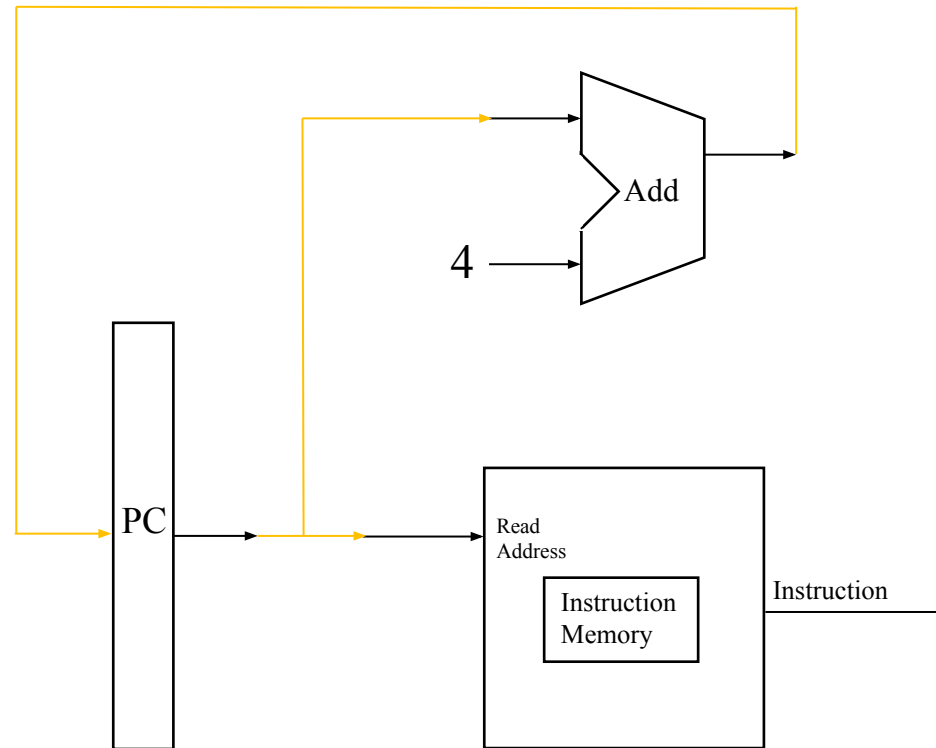 Add
4
PC
Read
Address
Instruction
Memory
Instruction